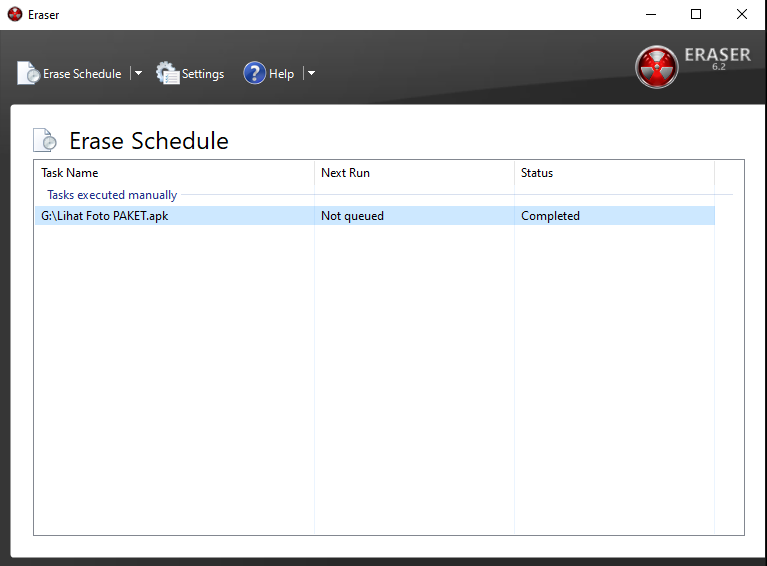 Eraser
Erase Schedule Settings Help
ERASER
6.2
Erase Schedule
Task Name Next Run Status
Tasks executed manually
G:\Lihat Foto PAKET.apk Not queued Completed